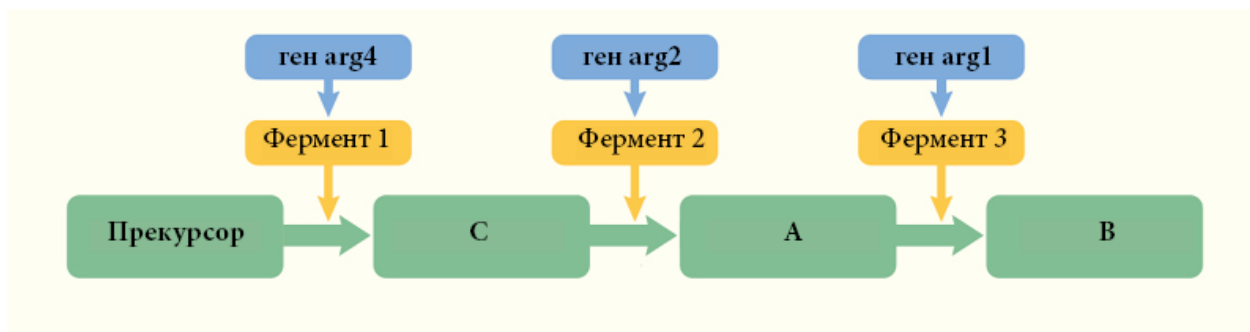 ген arg4
ген arg2
ген arg1
Фермент 1
Фермент 2
Фермент 3
Прекурсор
С
А
В